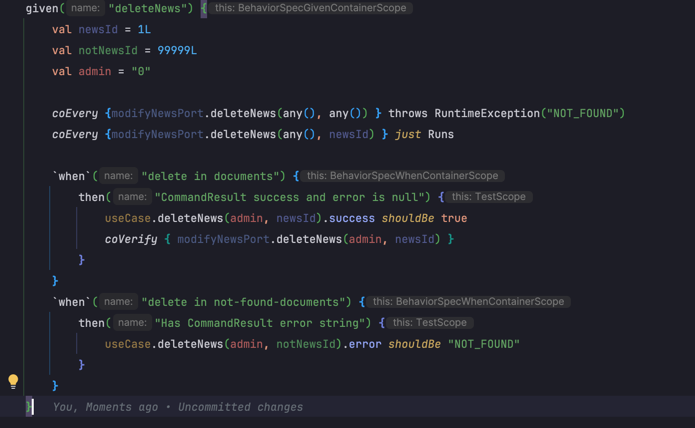 given( name: "deleteNews") { this: BehaviorSpecGivenContainerScope
    val newsId = 1L
    val notNewsId = 99999L
    val admin = "0"

    coEvery {modifyNewsPort.deleteNews(any(), any()) } throws RuntimeException("NOT_FOUND")
    coEvery {modifyNewsPort.deleteNews(any(), newsId) } just Runs

    `when`( name: "delete in documents") { this: BehaviorSpecWhenContainerScope
        then( name: "CommandResult success and error is null") { this: TestScope
            useCase.deleteNews(admin, newsId).success shouldBe true
            coVerify { modifyNewsPort.deleteNews(admin, newsId) }
        }
    }
    `when`( name: "delete in not-found-documents") { this: BehaviorSpecWhenContainerScope
        then( name: "Has CommandResult error string") { this: TestScope
            useCase.deleteNews(admin, notNewsId).error shouldBe "NOT_FOUND"
        }
    }
} You, Moments ago • Uncommitted changes